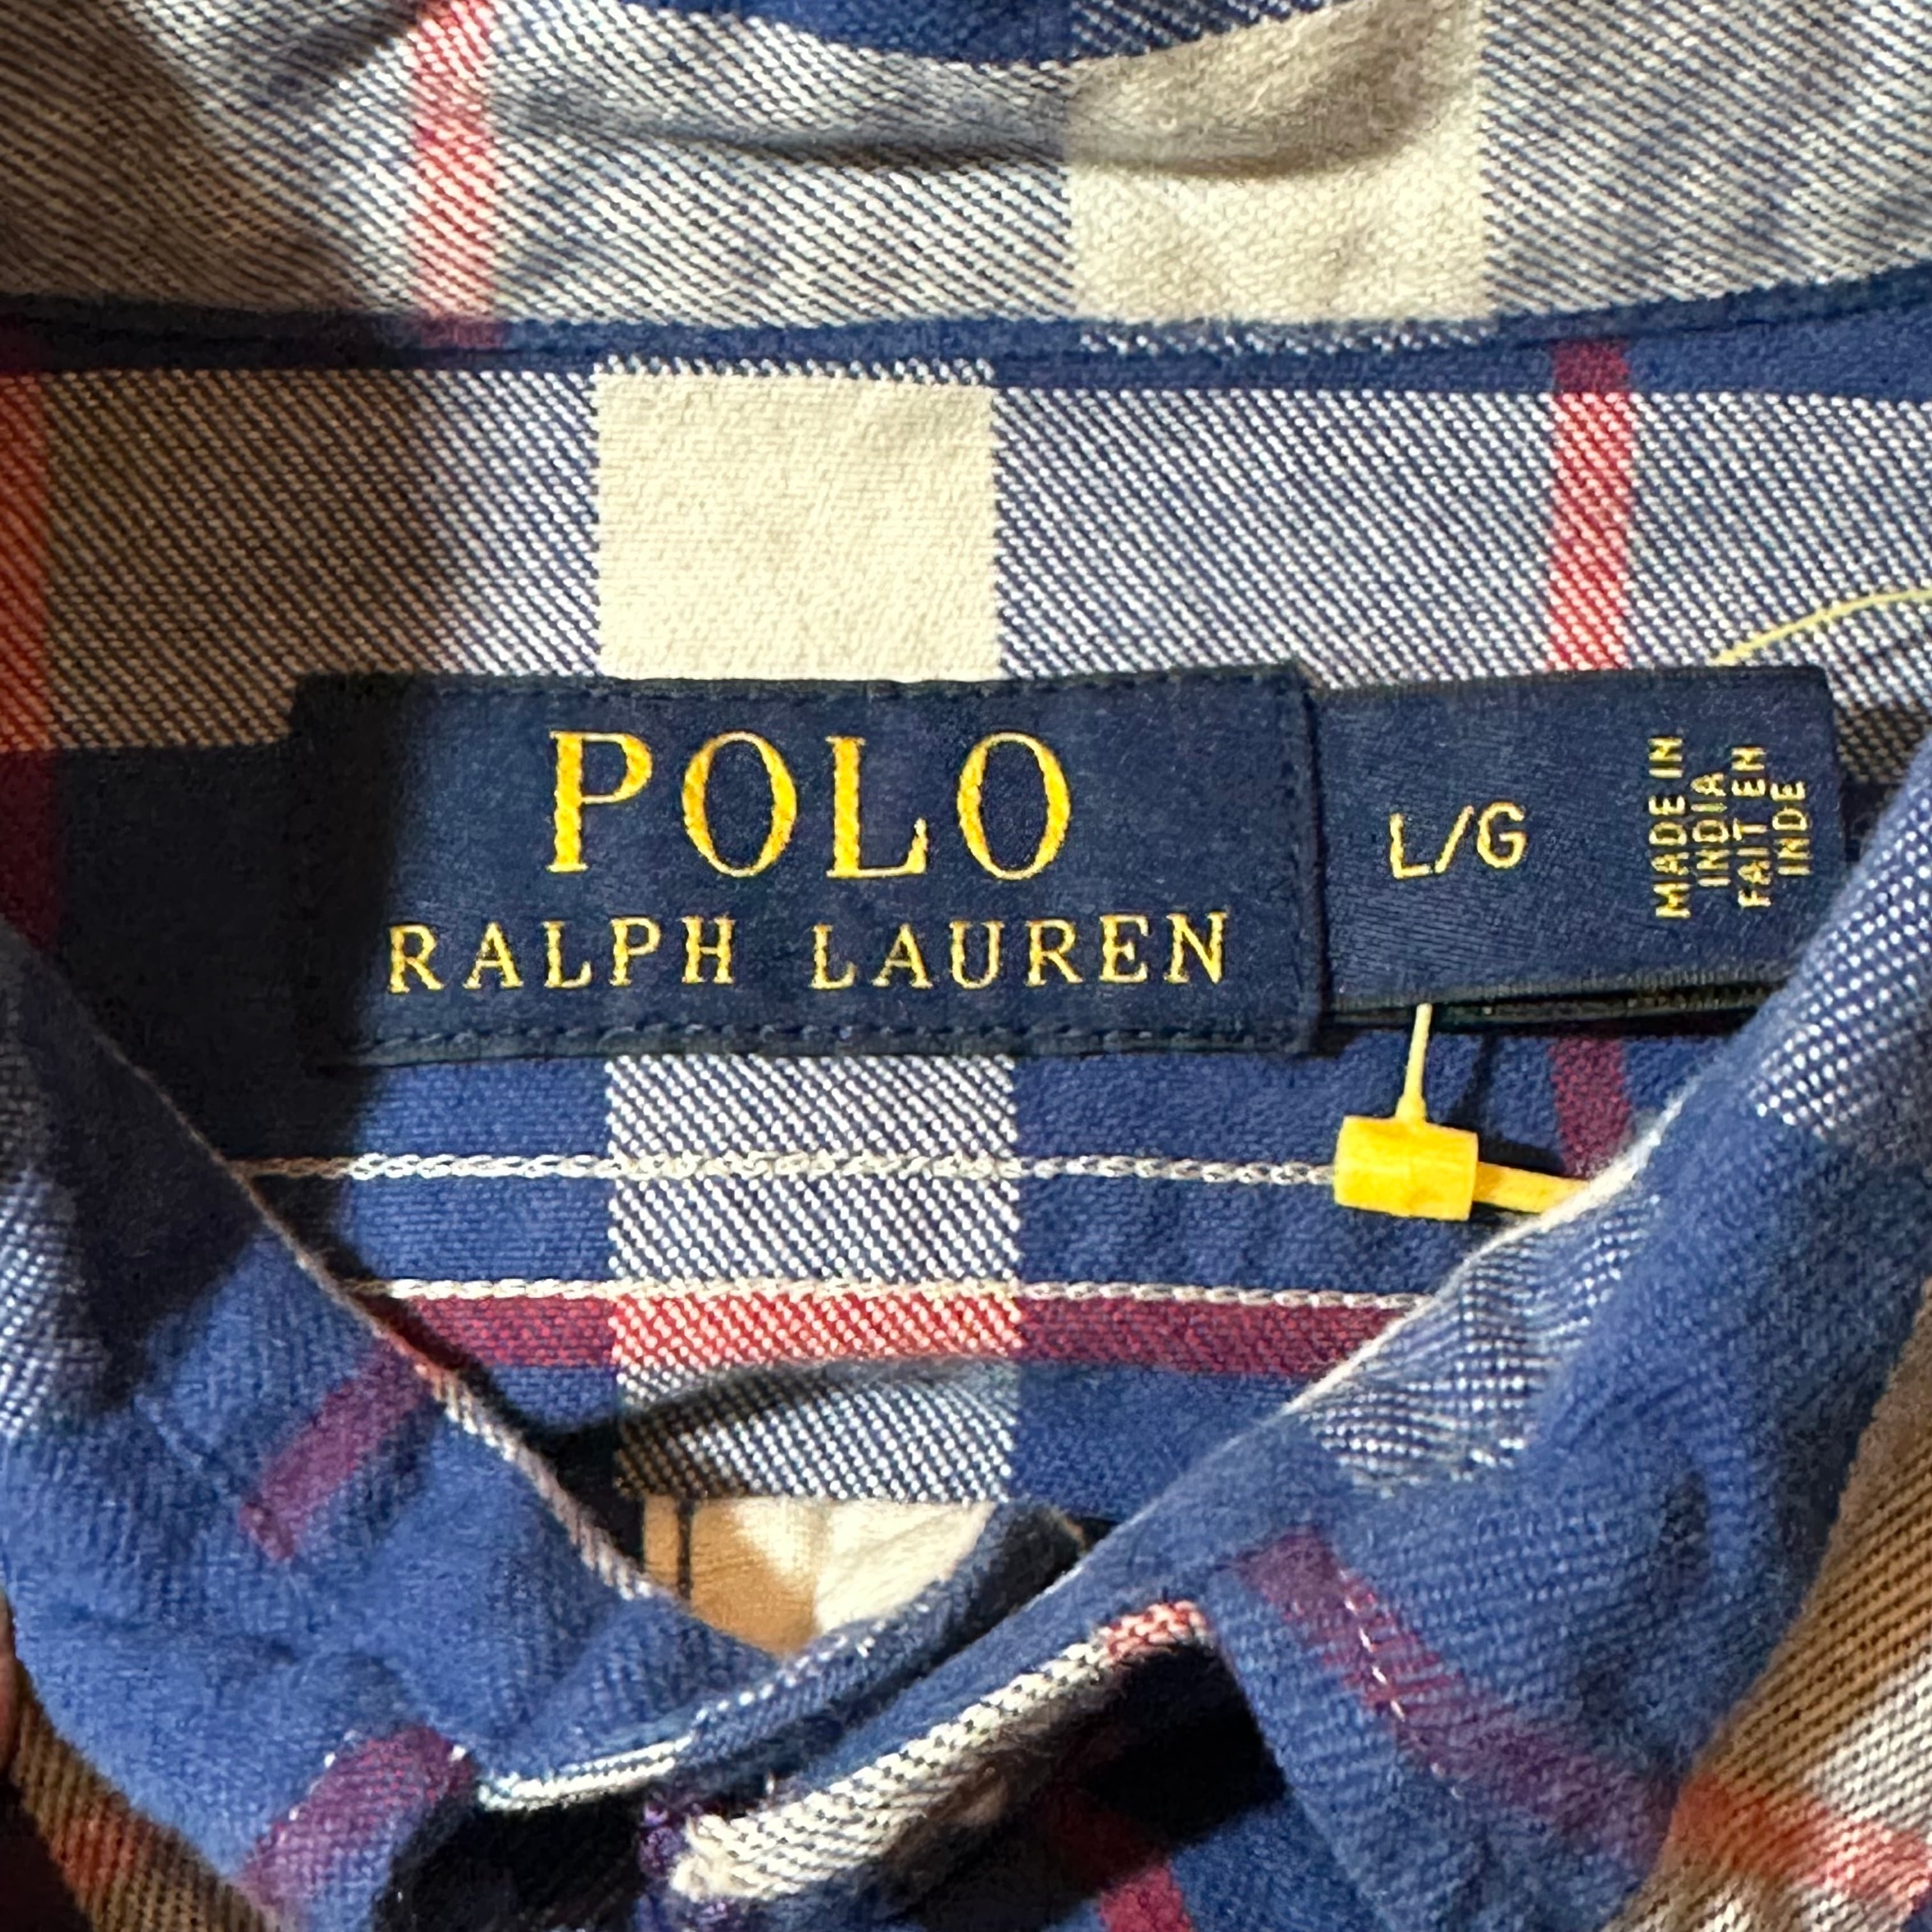 POLO
RALPH LAUREN
L/G
MADE IN
INDIA
FAIT EN
INDE